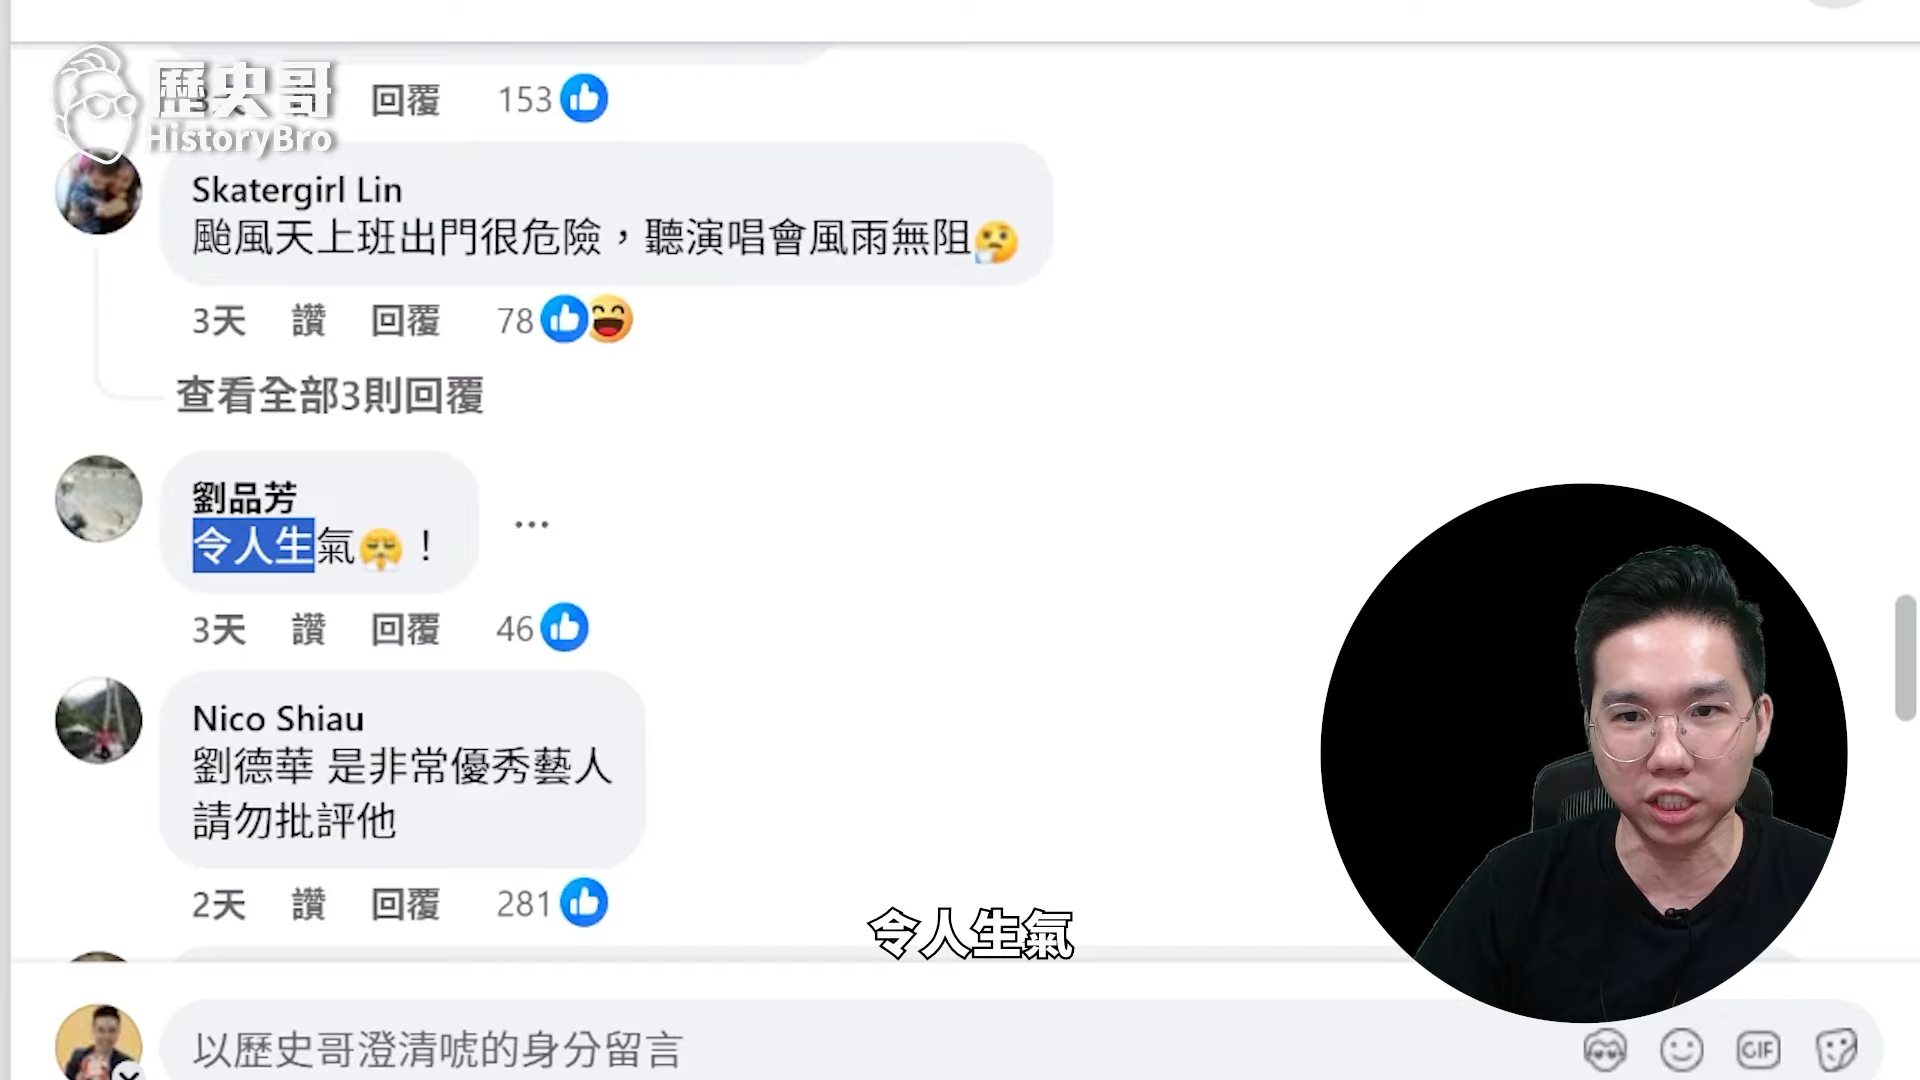 歷史哥
HistoryBro
3天 回覆 153
Skatergirl Lin
颱風天上班出門很危險，聽演唱會風雨無阻🤔
3天 讚 回覆 78
查看全部3則回覆
劉品芳
令人生氣😤！
3天 讚 回覆 46
Nico Shiau
劉德華 是非常優秀藝人
請勿批評他
2天 讚 回覆 281
令人生氣
以歷史哥澄清唬的身分留言
GIF